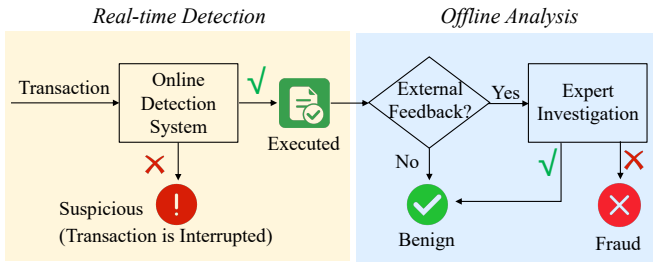 Real-time Detection
Offline Analysis
Transaction
Online
Detection
System
Executed
External
Feedback?
Yes
Expert
Investigation
No
Suspicious
(Transaction is Interrupted)
Benign
Fraud